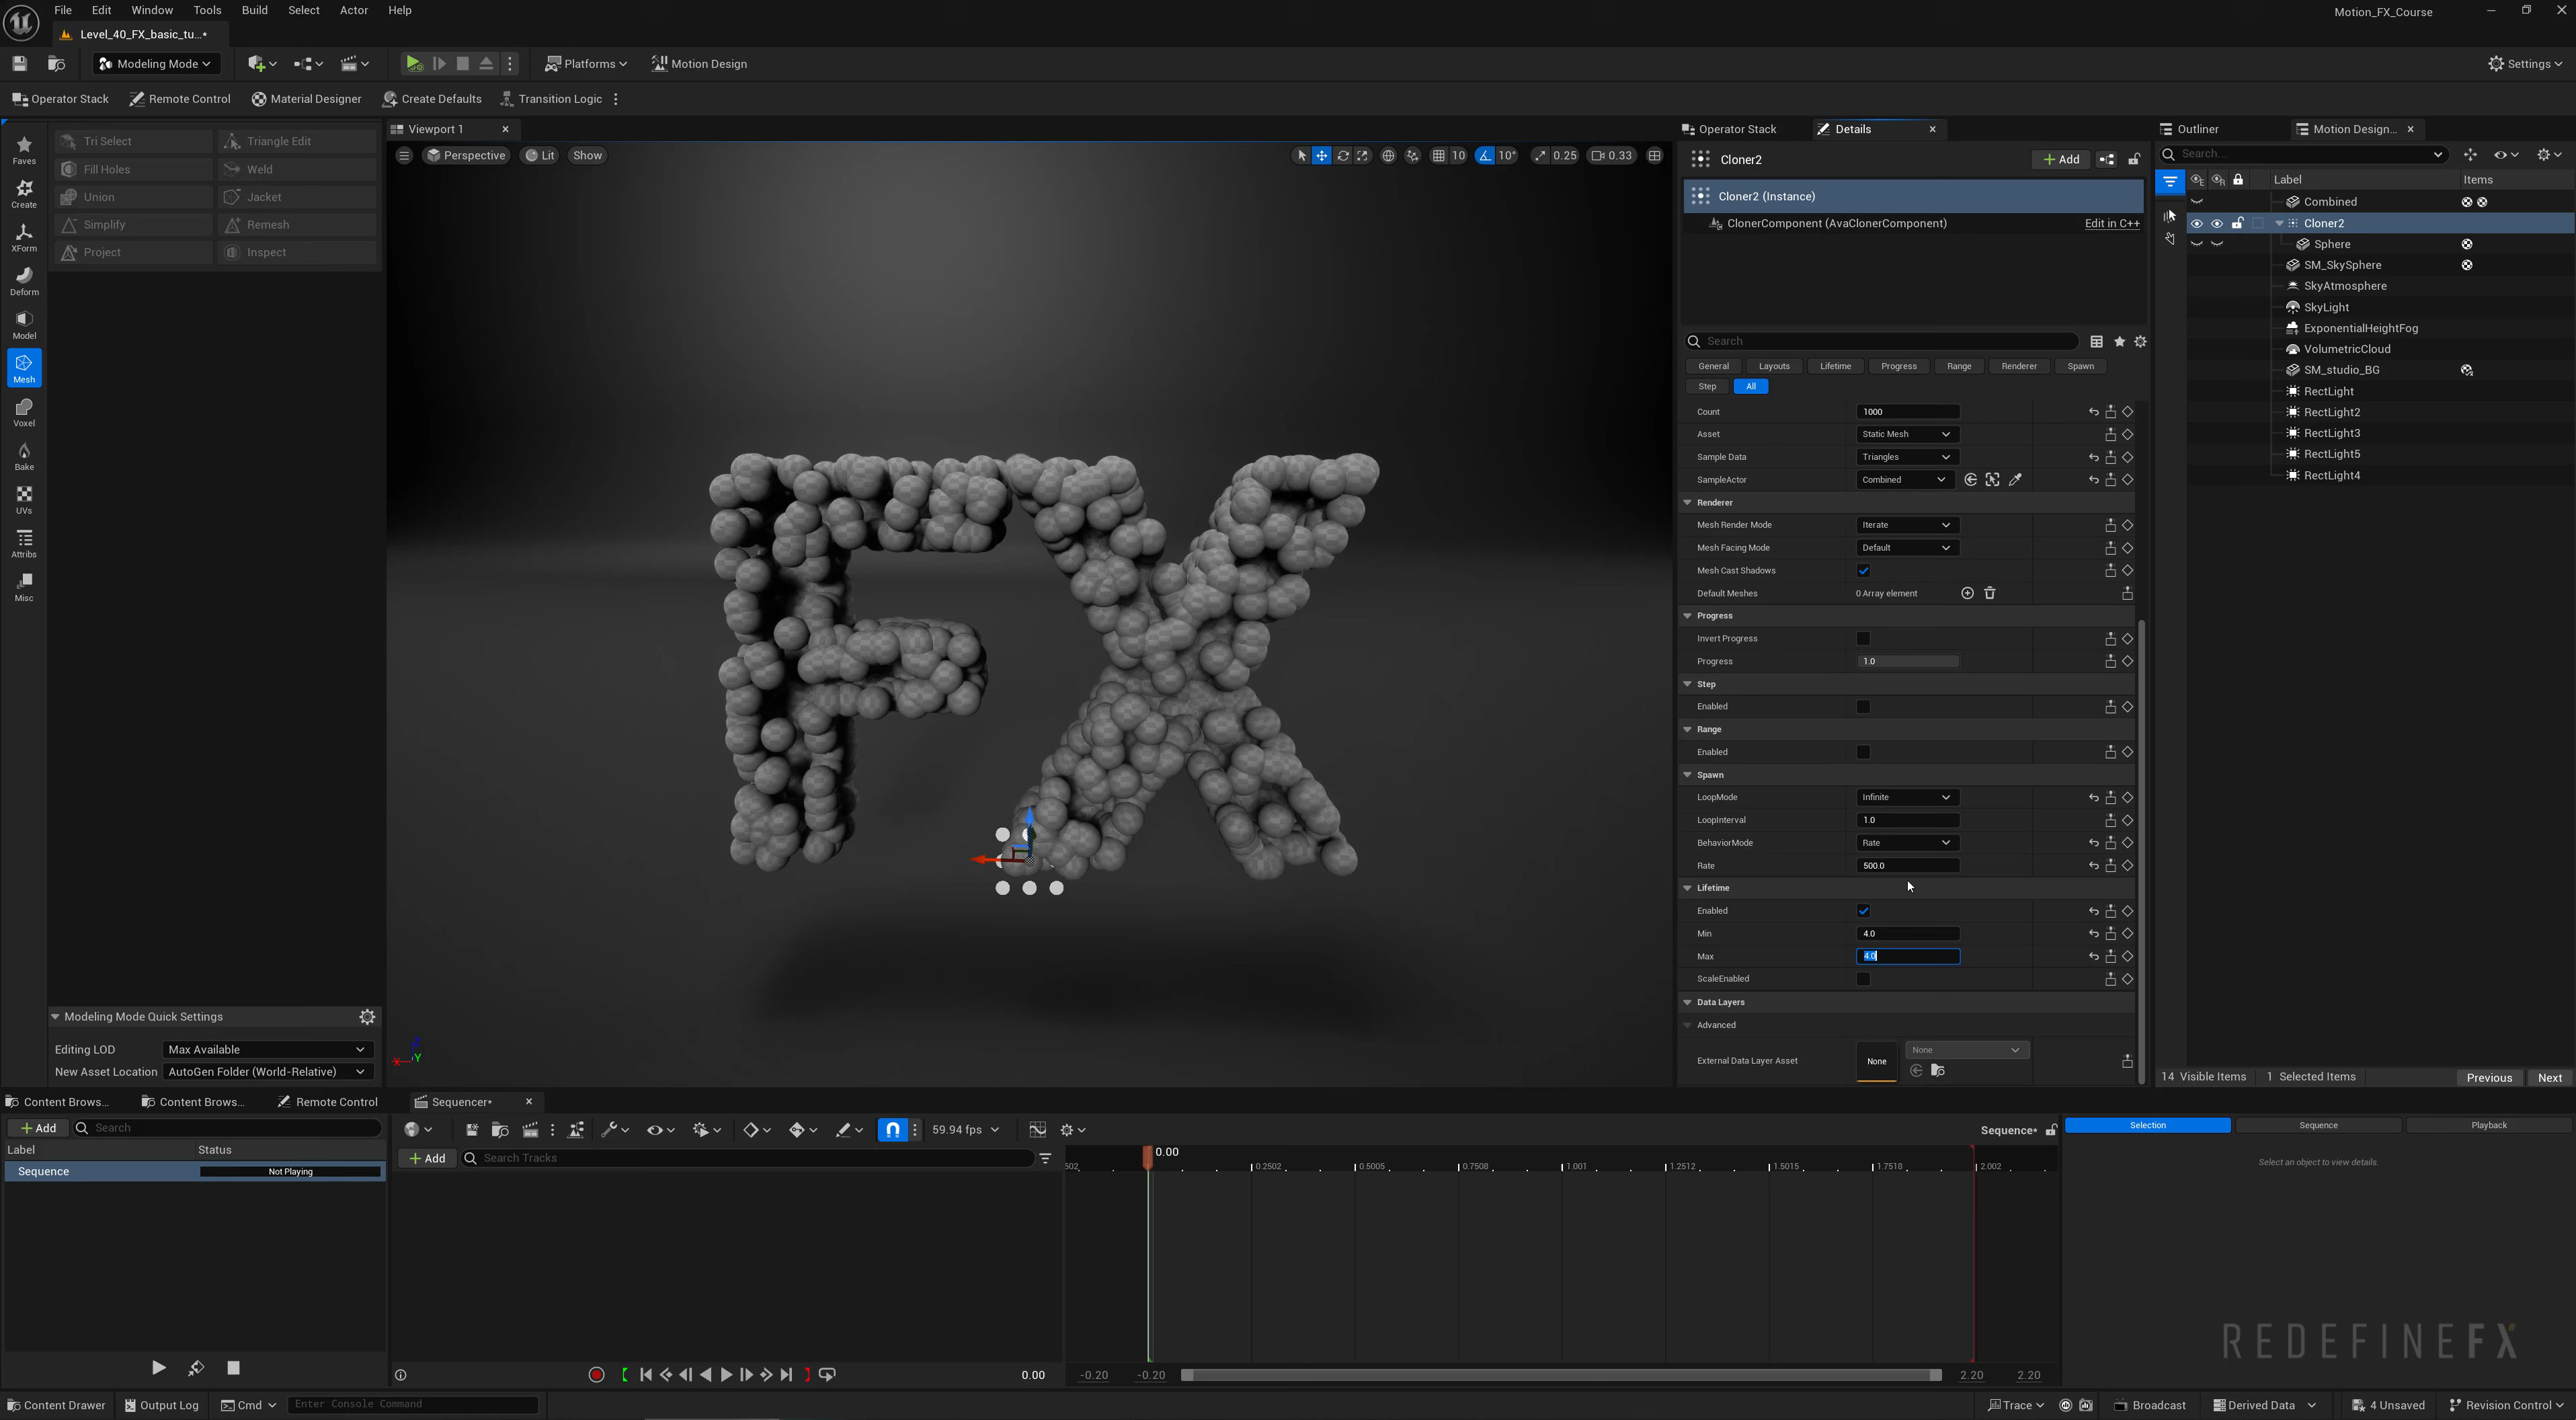 File Edit Window Tools Build Select Actor Help
Motion_FX_Course
Level_40_FX_basic_tu...*
Modeling Mode
Platforms
Motion Design
Settings
Operator Stack
Remote Control
Material Designer
Create Defaults
Transition Logic
Faves
Create
XForm
Deform
Model
Mesh
Voxel
Bake
UVs
Attribs
Misc
Tri Select
Triangle Edit
Fill Holes
Weld
Union
Jacket
Simplify
Remesh
Project
Inspect
Modeling Mode Quick Settings
Editing LOD Max Available
New Asset Location AutoGen Folder (World-Relative)
Viewport 1
Perspective
Lit
Show
10
10°
0.25
0.33
X
Y
Operator Stack
Details
Cloner2
Add
Cloner2 (Instance)
ClonerComponent (AvaClonerComponent)
Edit in C++
Search
General Layouts Lifetime Progress Range Renderer Spawn
Step All
Count 1000
Asset Static Mesh
Sample Data Triangles
SampleActor Combined
Renderer
Mesh Render Mode Iterate
Mesh Facing Mode Default
Mesh Cast Shadows
Default Meshes 0 Array element
Progress
Invert Progress
Progress 1.0
Step
Enabled
Range
Enabled
Spawn
LoopMode Infinite
LoopInterval 1.0
BehaviorMode Rate
Rate 500.0
Lifetime
Enabled
Min 4.0
Max 4.0
ScaleEnabled
Data Layers
Advanced
External Data Layer Asset None None
Outliner
Motion Design...
Search...
Label Items
Combined
Cloner2
Sphere
SM_SkySphere
SkyAtmosphere
SkyLight
ExponentialHeightFog
VolumetricCloud
SM_studio_BG
RectLight
RectLight2
RectLight3
RectLight5
RectLight4
14 Visible Items 1 Selected Items Previous Next
Content Brows...
Content Brows...
Remote Control
Sequencer*
Add
Search
Label Status
Sequence Not Playing
59.94 fps
Sequence*
Add
Search Tracks
0.00
502 0.2502 0.5005 0.7508 1.001 1.2512 1.5015 1.7518 2.002
0.00
-0.20 -0.20 2.20 2.20
Selection Sequence Playback
Select an object to view details.
REDEFINEFX
Content Drawer
Output Log
Cmd
Enter Console Command
Trace
Broadcast
Derived Data
4 Unsaved
Revision Control